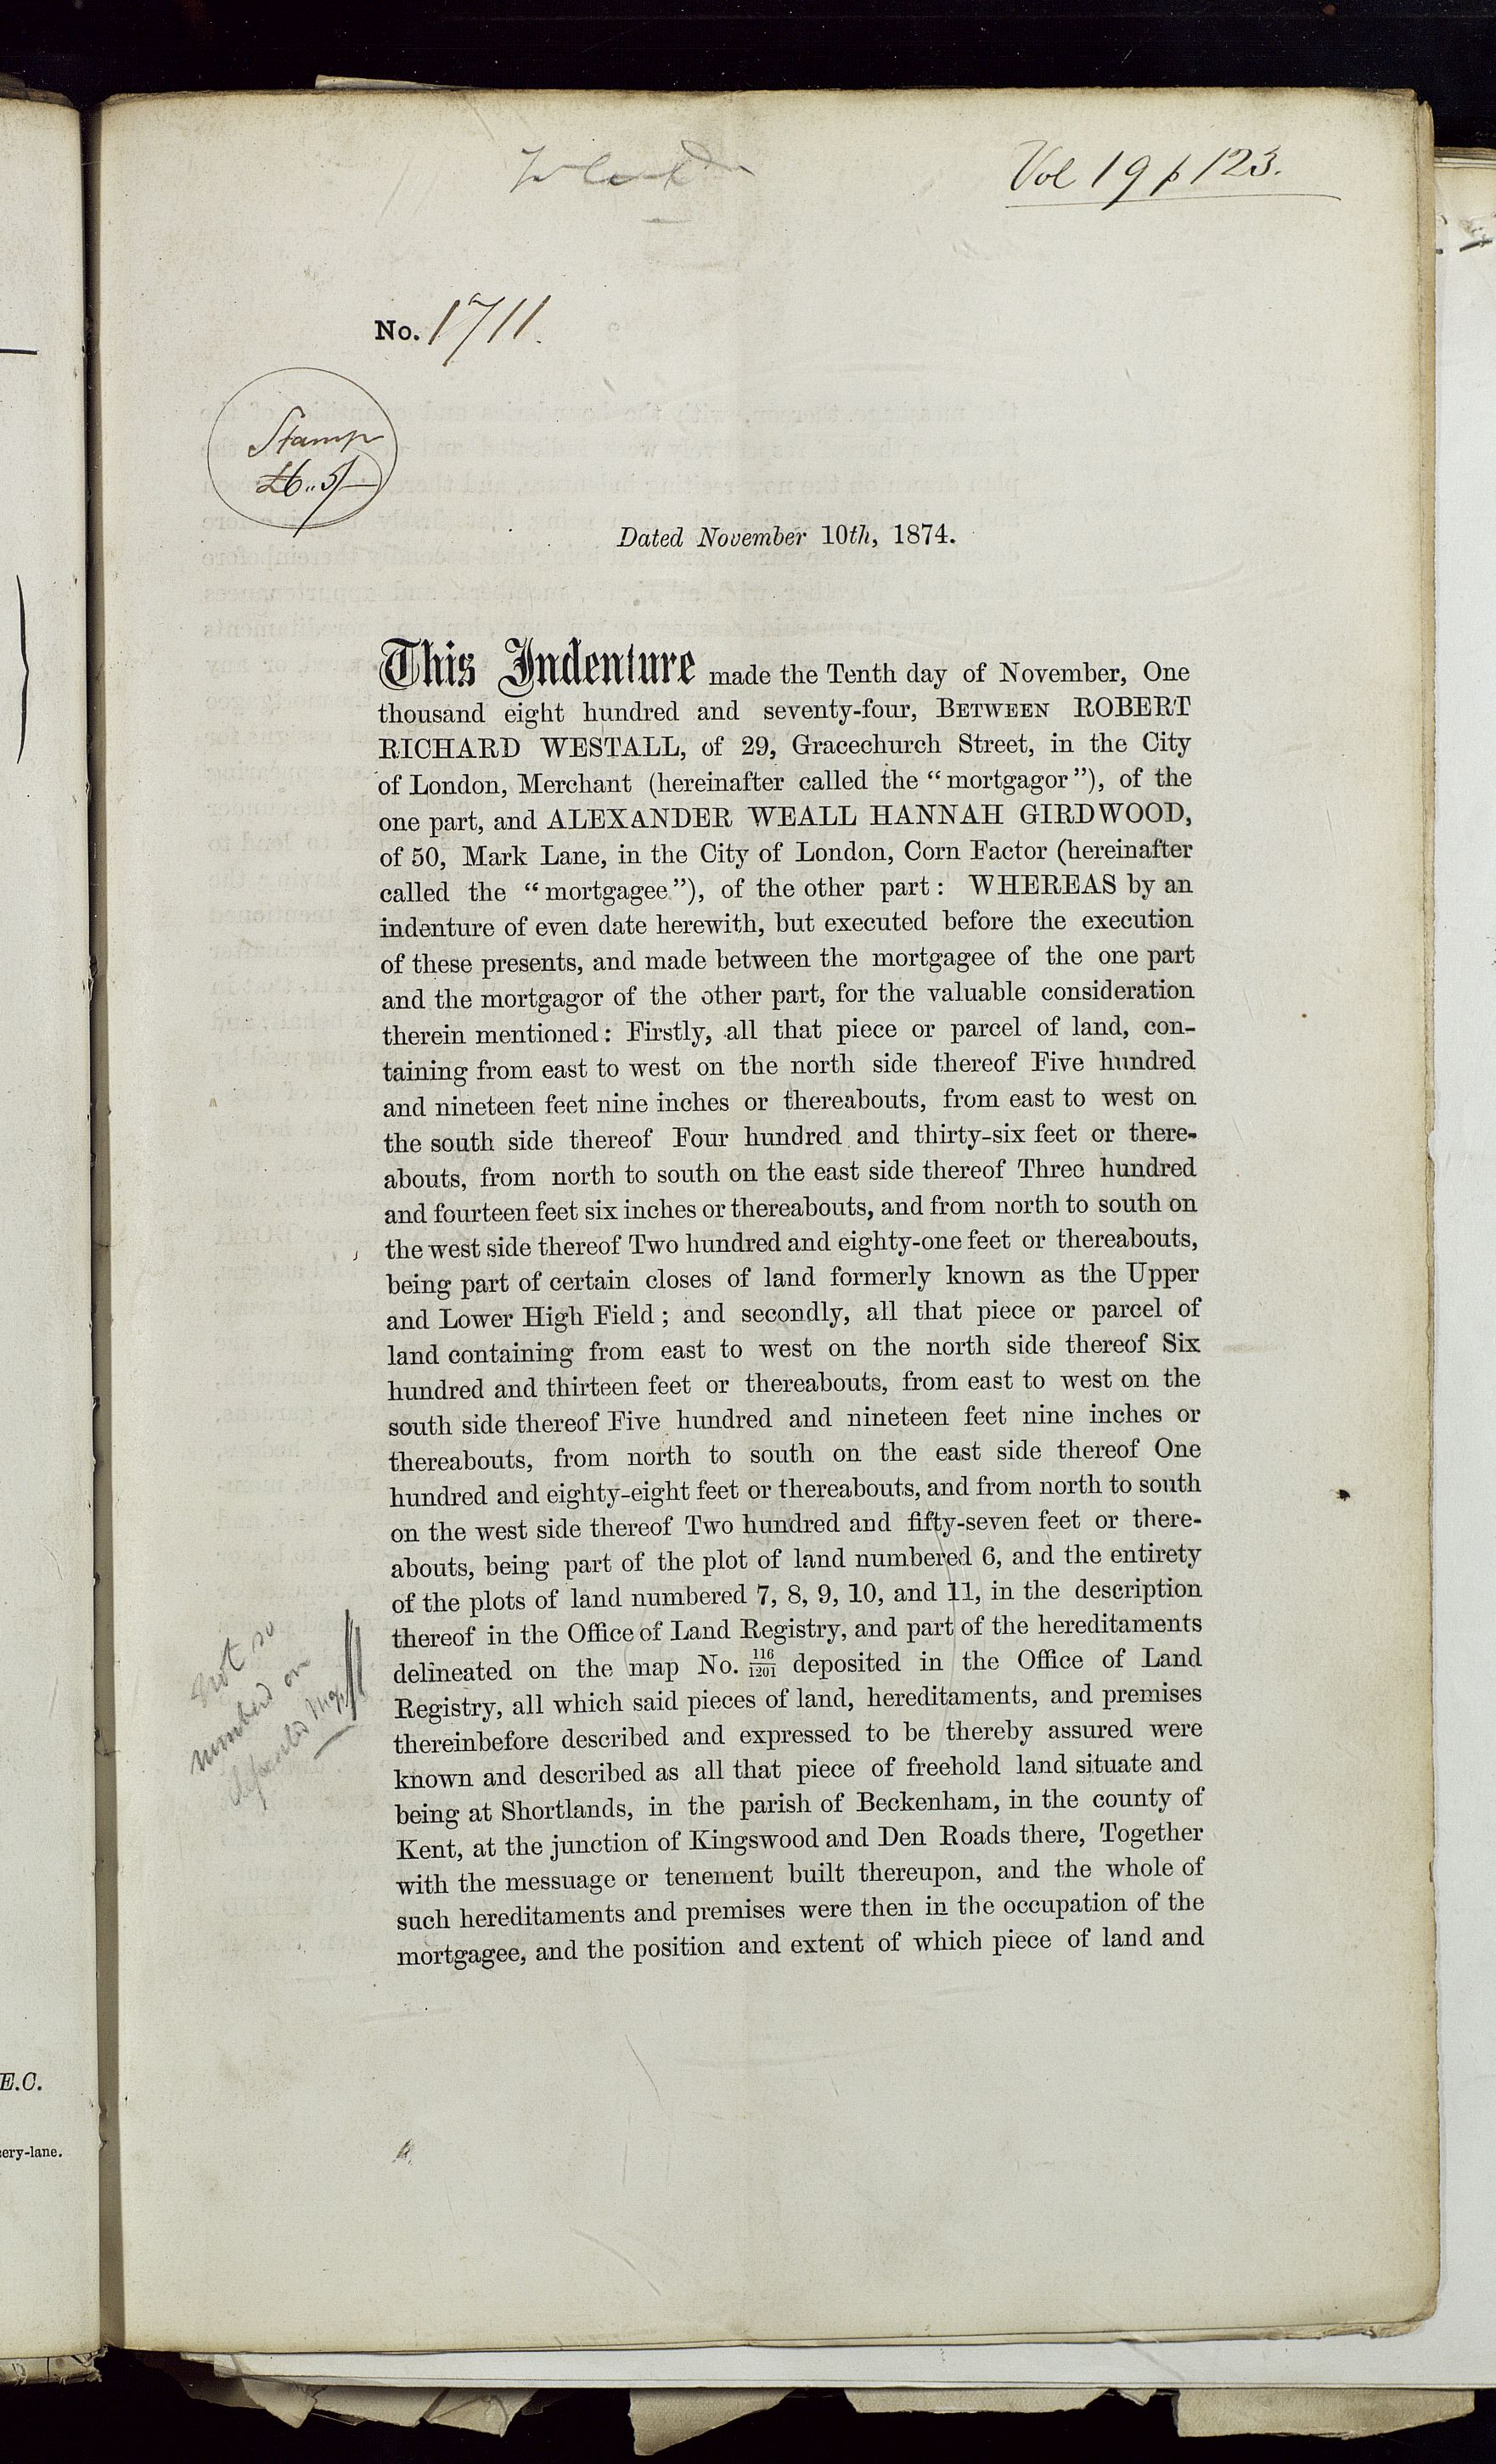 Vol 19 p 123.
No. 1711.
Stamp
£6..5/—
Dated November 10th, 1874.
This Indenture made the Tenth day of November, One
thousand eight hundred and seventy-four, BETWEEN ROBERT
RICHARD WESTALL, of 29, Gracechurch Street, in the City
of London, Merchant (hereinafter called the “mortgagor”), of the
one part, and ALEXANDER WEALL HANNAH GIRDWOOD,
of 50, Mark Lane, in the City of London, Corn Factor (hereinafter
called the “mortgagee”), of the other part: WHEREAS by an
indenture of even date herewith, but executed before the execution
of these presents, and made between the mortgagee of the one part
and the mortgagor of the other part, for the valuable consideration
therein mentioned: Firstly, all that piece or parcel of land, con-
taining from east to west on the north side thereof Five hundred
and nineteen feet nine inches or thereabouts, from east to west on
the south side thereof Four hundred and thirty-six feet or there-
abouts, from north to south on the east side thereof Three hundred
and fourteen feet six inches or thereabouts, and from north to south on
the west side thereof Two hundred and eighty-one feet or thereabouts,
being part of certain closes of land formerly known as the Upper
and Lower High Field; and secondly, all that piece or parcel of
land containing from east to west on the north side thereof Six
hundred and thirteen feet or thereabouts, from east to west on the
south side thereof Five hundred and nineteen feet nine inches or
thereabouts, from north to south on the east side thereof One
hundred and eighty-eight feet or thereabouts, and from north to south
on the west side thereof Two hundred and fifty-seven feet or there-
abouts, being part of the plot of land numbered 6, and the entirety
of the plots of land numbered 7, 8, 9, 10, and 11, in the description
thereof in the Office of Land Registry, and part of the hereditaments
delineated on the map No. 116/1201 deposited in the Office of Land
Registry, all which said pieces of land, hereditaments, and premises
thereinbefore described and expressed to be thereby assured were
known and described as all that piece of freehold land situate and
being at Shortlands, in the parish of Beckenham, in the county of
Kent, at the junction of Kingswood and Den Roads there, Together
with the messuage or tenement built thereupon, and the whole of
such hereditaments and premises were then in the occupation of the
mortgagee, and the position and extent of which piece of land and
not so
numbered on
deposited Map
E.C.
cery-lane.